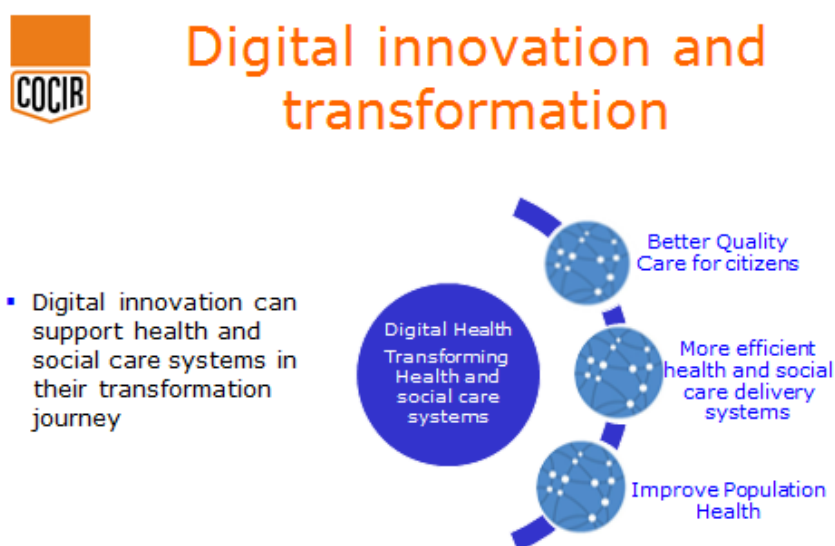 COCIR
Digital innovation and
transformation
▪ Digital innovation can
support health and
social care systems in
their transformation
journey
Digital Health
Transforming
Health and
social care
systems
Better Quality
Care for citizens
More efficient
health and social
care delivery
systems
Improve Population
Health